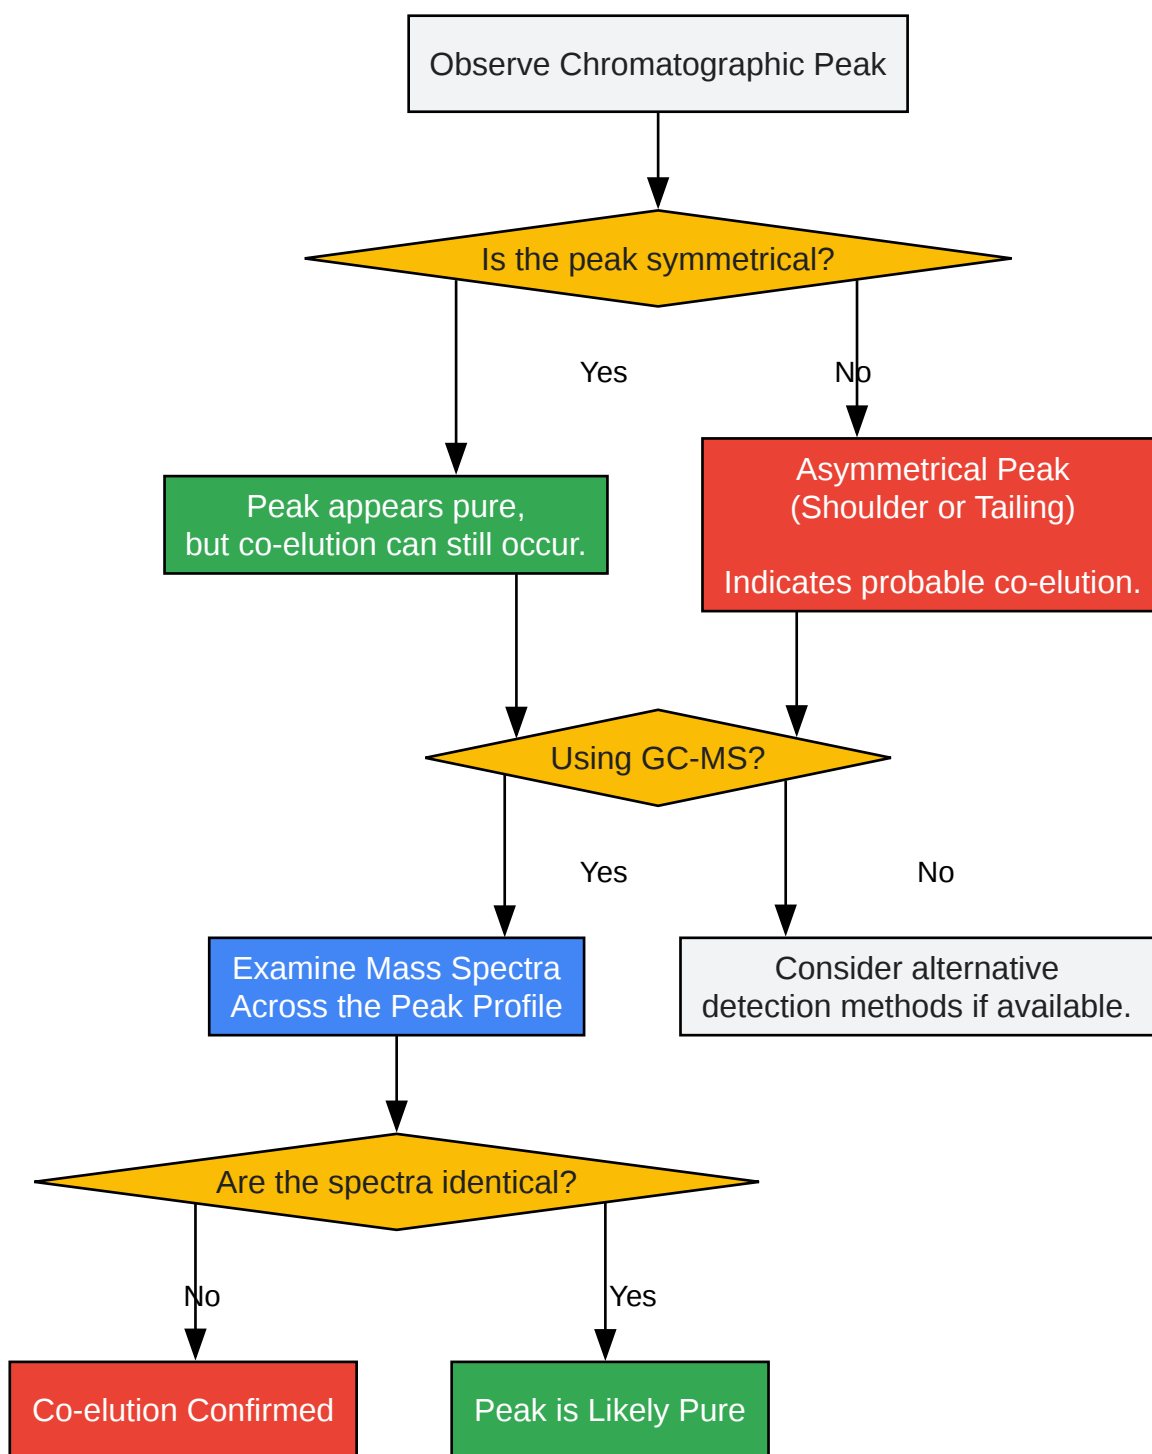 Observe Chromatographic Peak
Is the peak symmetrical?
Yes
No
Peak appears pure,
but co-elution can still occur.
Asymmetrical Peak
(Shoulder or Tailing)
Indicates probable co-elution.
Using GC-MS?
Yes
No
Examine Mass Spectra
Across the Peak Profile
Consider alternative
detection methods if available.
Are the spectra identical?
No
Yes
Co-elution Confirmed
Peak is Likely Pure